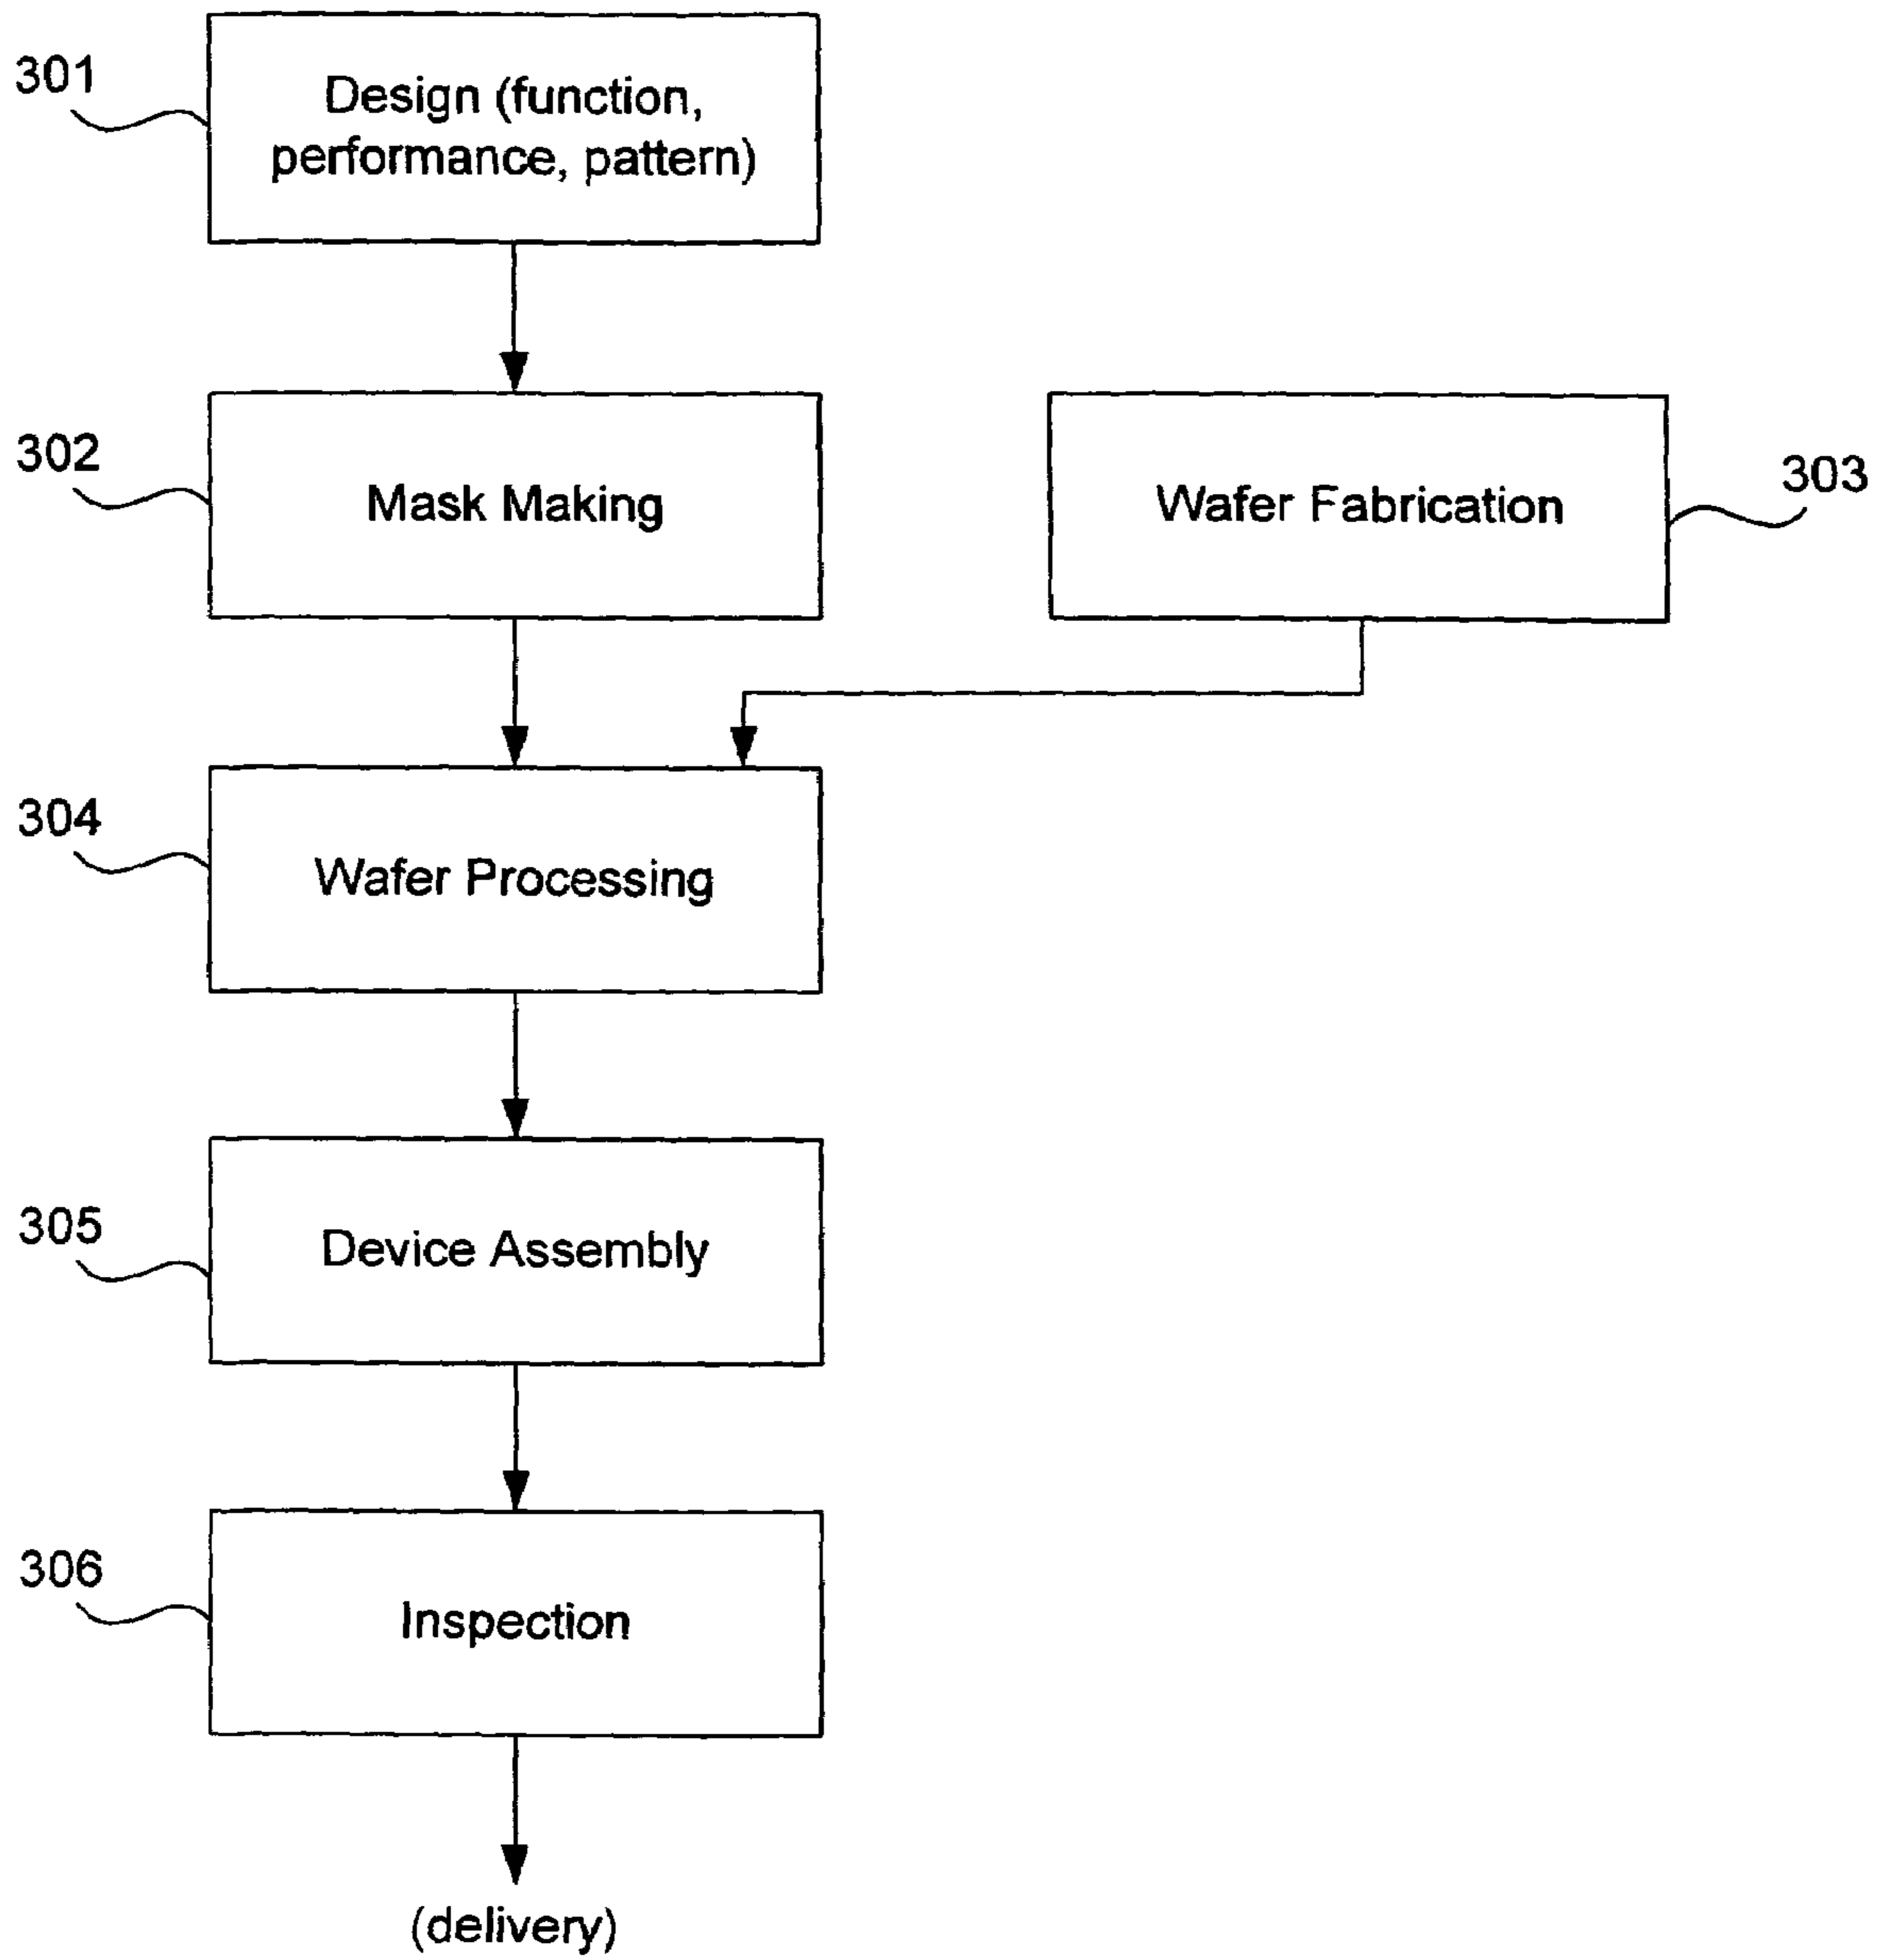 301
Design (function,
performance, pattern)
302
Mask Making
Wafer Fabrication
303
304
Wafer Processing
305
Device Assembly
306
Inspection
(delivery)